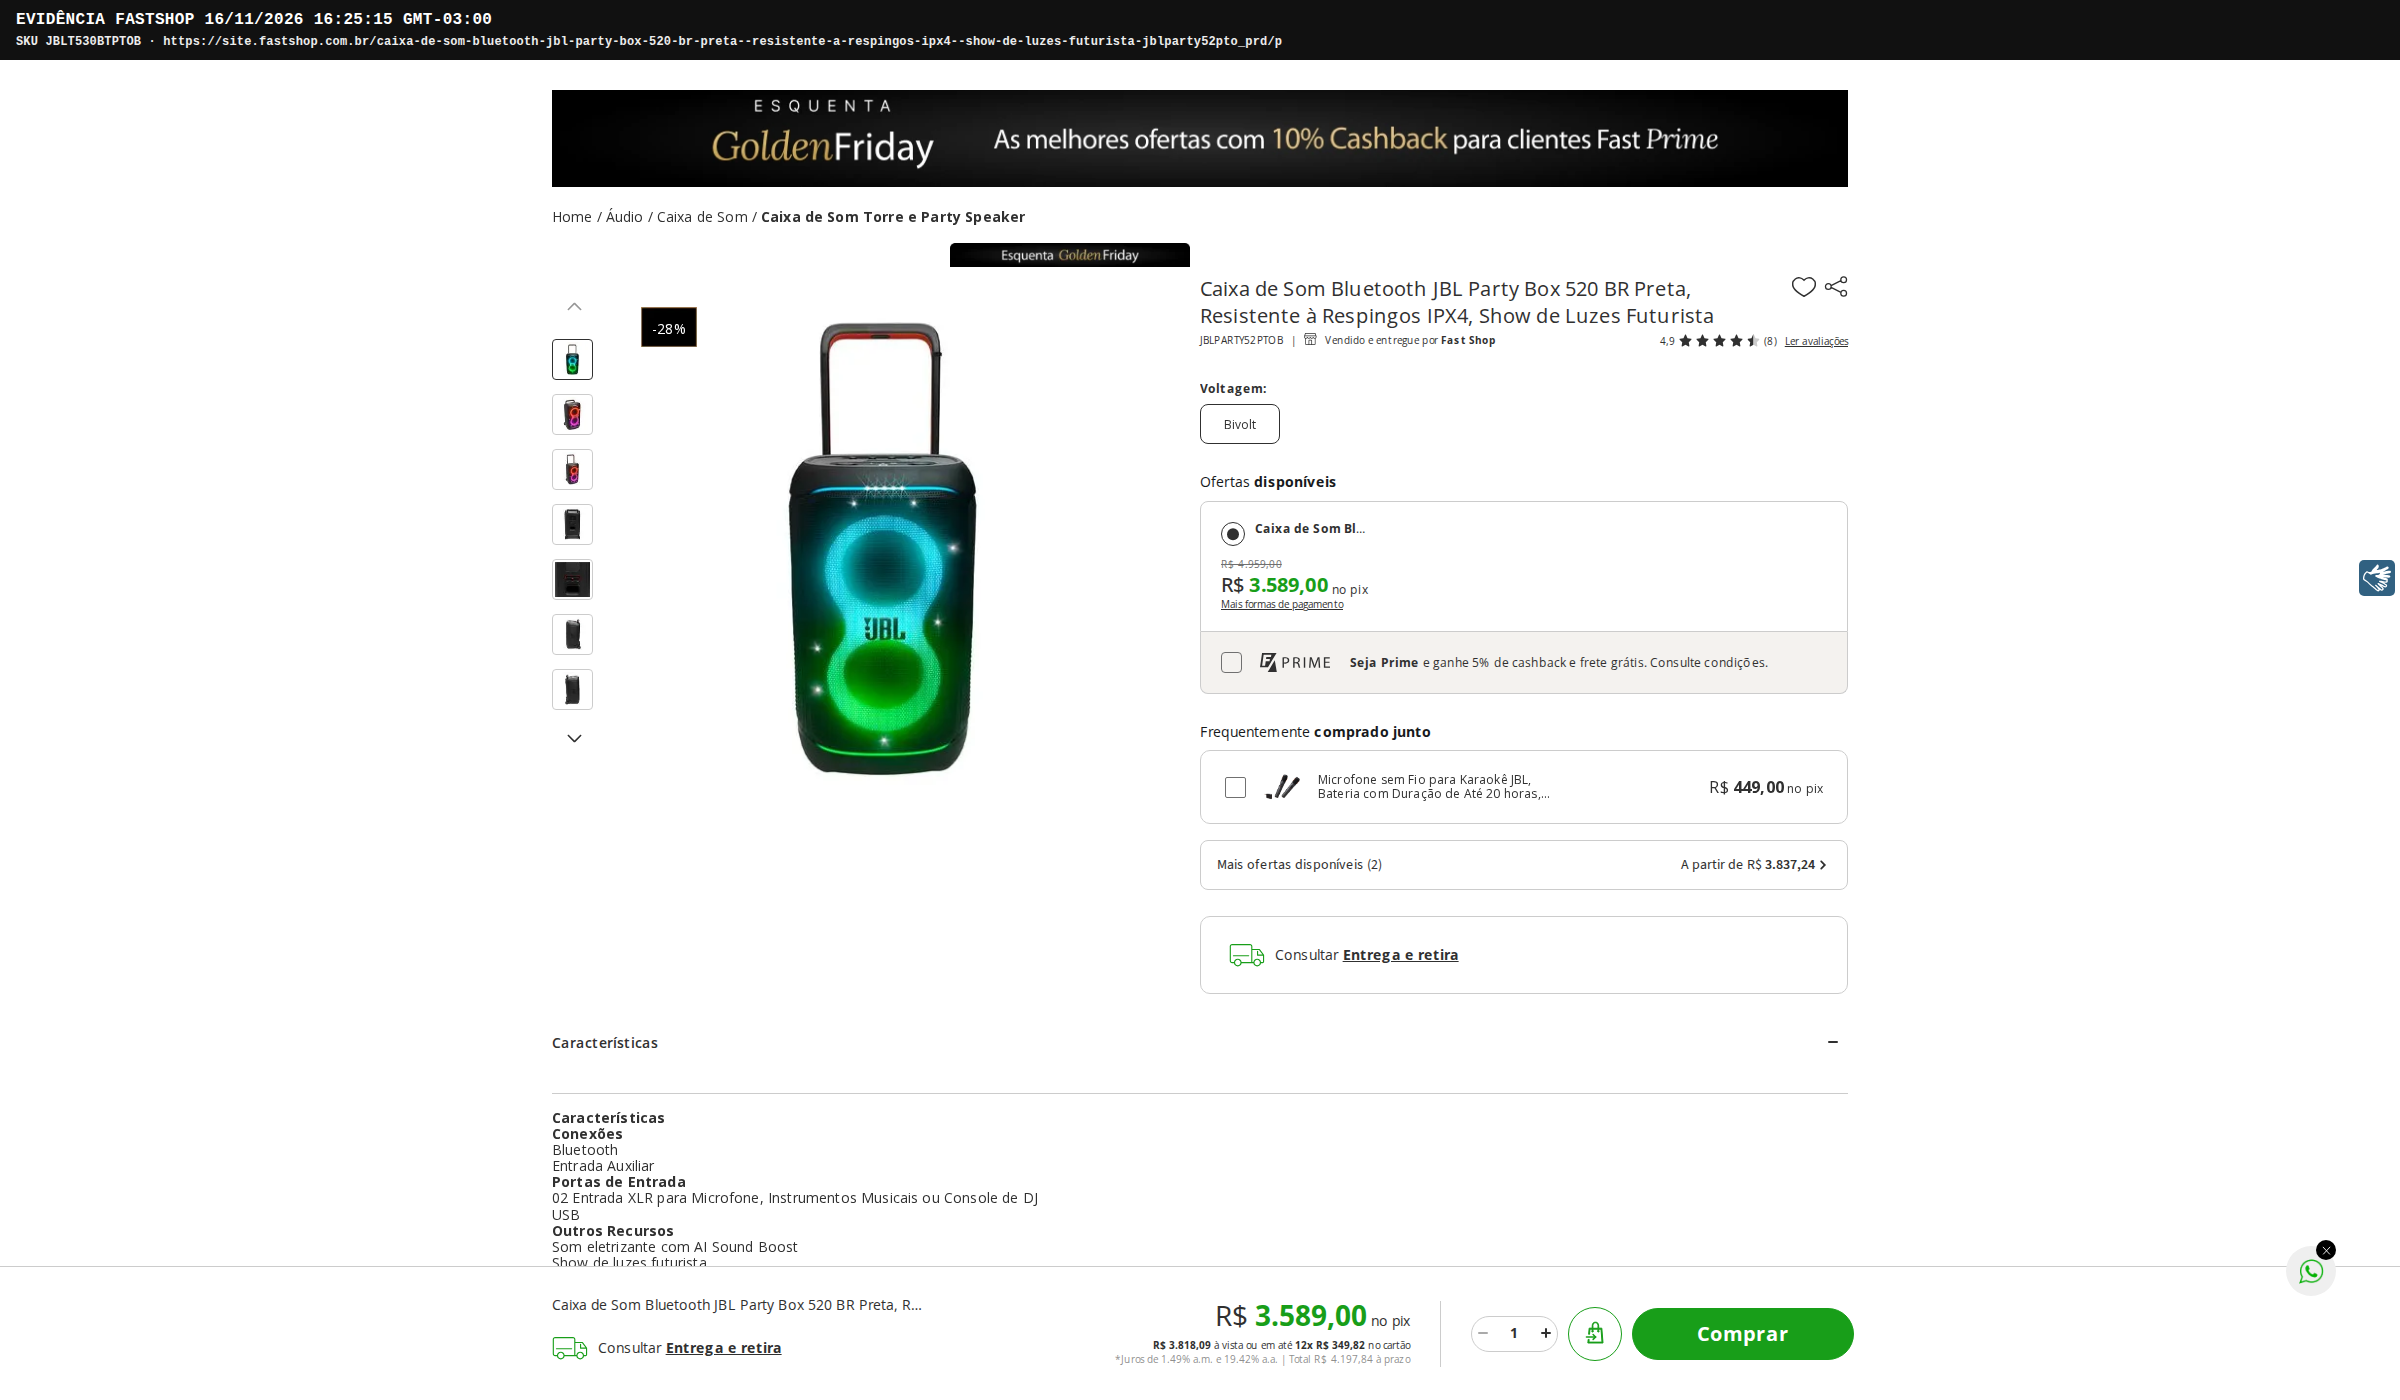 EVIDÊNCIA FASTSHOP 16/11/2026 16:25:15 GMT-03:00
SKU JBLT530BTPTOB · https://site.fastshop.com.br/caixa-de-som-bluetooth-jbl-party-box-520-br-preta--resistente-a-respingos-ipx4--show-de-luzes-futurista-jblparty52pto_prd/p
ESQUENTA
GoldenFriday
As melhores ofertas com 10% Cashback para clientes Fast Prime
Home / Áudio / Caixa de Som / Caixa de Som Torre e Party Speaker
Esquenta GoldenFriday
-28%
JBL
Caixa de Som Bluetooth JBL Party Box 520 BR Preta,
Resistente à Respingos IPX4, Show de Luzes Futurista
JBLPARTY52PTOB | Vendido e entregue por Fast Shop
4,9 (8) Ler avaliações
Voltagem:
Bivolt
Ofertas disponíveis
Caixa de Som Bl...
R$ 4.959,00
R$ 3.589,00 no pix
Mais formas de pagamento
PRIME Seja Prime e ganhe 5% de cashback e frete grátis. Consulte condições.
Frequentemente comprado junto
Microfone sem Fio para Karaokê JBL,
Bateria com Duração de Até 20 horas,...
R$ 449,00 no pix
Mais ofertas disponíveis (2)
A partir de R$ 3.837,24
Consultar Entrega e retira
Características
Características
Conexões
Bluetooth
Entrada Auxiliar
Portas de Entrada
02 Entrada XLR para Microfone, Instrumentos Musicais ou Console de DJ
USB
Outros Recursos
Som eletrizante com AI Sound Boost
Show de luzes futurista
Caixa de Som Bluetooth JBL Party Box 520 BR Preta, R...
Consultar Entrega e retira
R$ 3.589,00 no pix
R$ 3.818,09 à vista ou em até 12x R$ 349,82 no cartão
*Juros de 1.49% a.m. e 19.42% a.a. | Total R$ 4.197,84 à prazo
1
Comprar